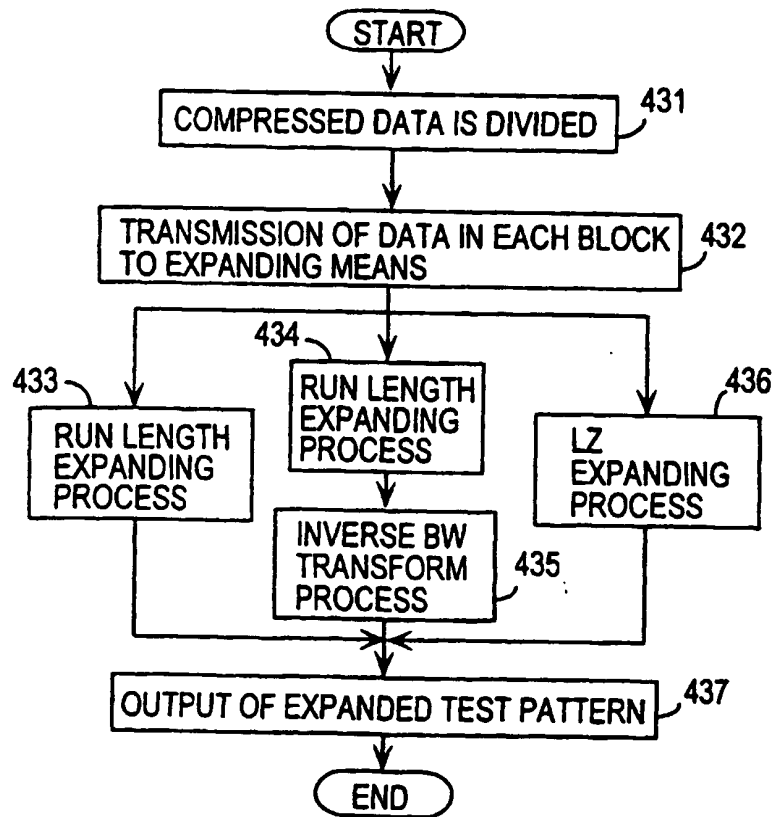 START
431
COMPRESSED DATA IS DIVIDED
TRANSMISSION OF DATA IN EACH BLOCK
TO EXPANDING MEANS
432
433
RUN LENGTH
EXPANDING
PROCESS
434
RUN LENGTH
EXPANDING
PROCESS
INVERSE BW
TRANSFORM
PROCESS
435
436
LZ
EXPANDING
PROCESS
OUTPUT OF EXPANDED TEST PATTERN
437
END